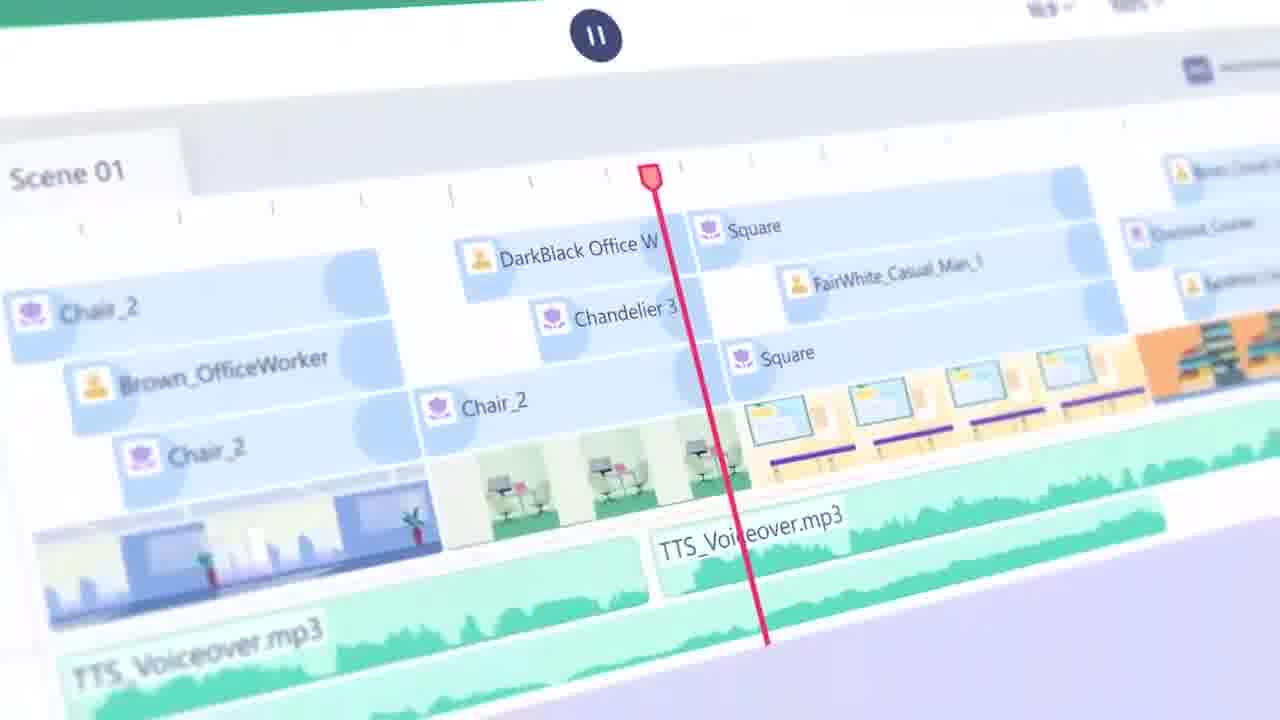 Scene 01
DarkBlack Office W
Square
Chair_2
Chandelier 3
FairWhite_Casual_Man_1
Brown_OfficeWorker
Chair_2
Square
Chair_2
TTS_Voiceover.mp3
TTS_Voiceover.mp3